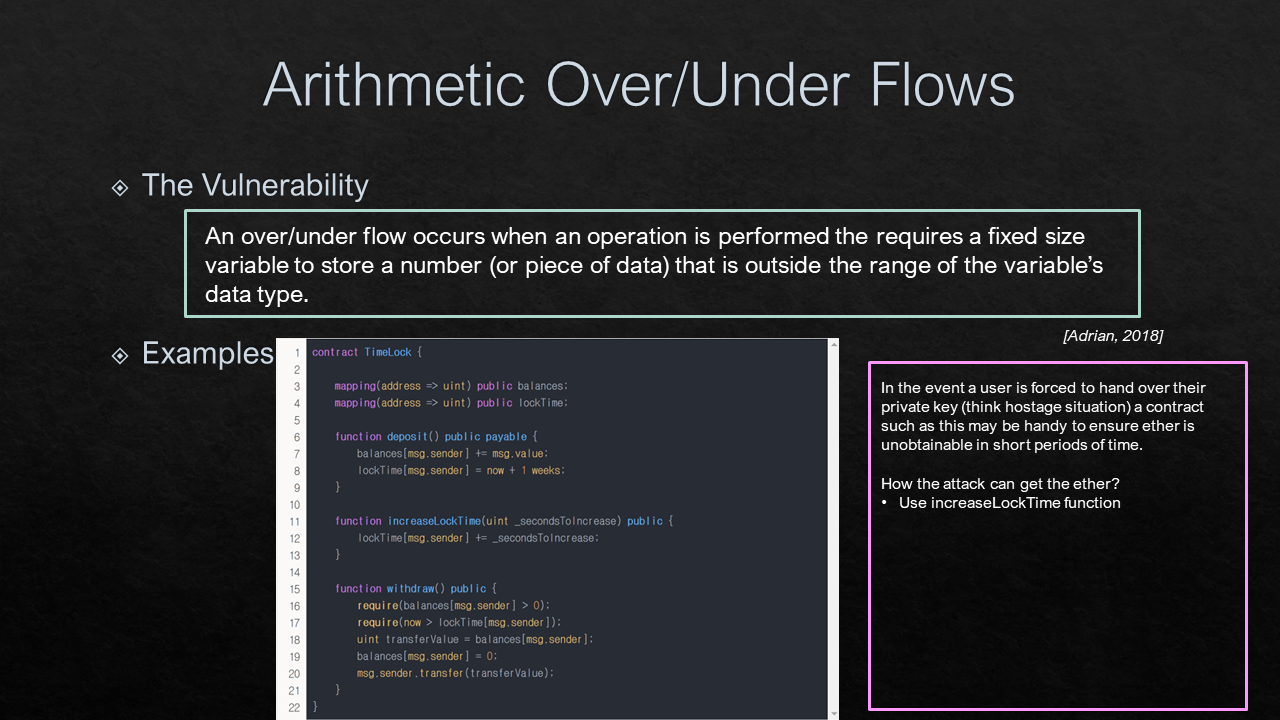 Arithmetic Over/Under Flows
The Vulnerability
An over/under flow occurs when an operation is performed the requires a fixed size
variable to store a number (or piece of data) that is outside the range of the variable’s
data type.
[Adrian, 2018]
Examples
1 contract TimeLock {
2
3 mapping(address => uint) public balances;
4 mapping(address => uint) public lockTime;
5
6 function deposit() public payable {
7 balances[msg.sender] += msg.value;
8 lockTime[msg.sender] = now + 1 weeks;
9 }
10
11 function increaseLockTime(uint _secondsToIncrease) public {
12 lockTime[msg.sender] += _secondsToIncrease;
13 }
14
15 function withdraw() public {
16 require(balances[msg.sender] > 0);
17 require(now > lockTime[msg.sender]);
18 uint transferValue = balances[msg.sender];
19 balances[msg.sender] = 0;
20 msg.sender.transfer(transferValue);
21 }
22 }
In the event a user is forced to hand over their
private key (think hostage situation) a contract
such as this may be handy to ensure ether is
unobtainable in short periods of time.
How the attack can get the ether?
• Use increaseLockTime function